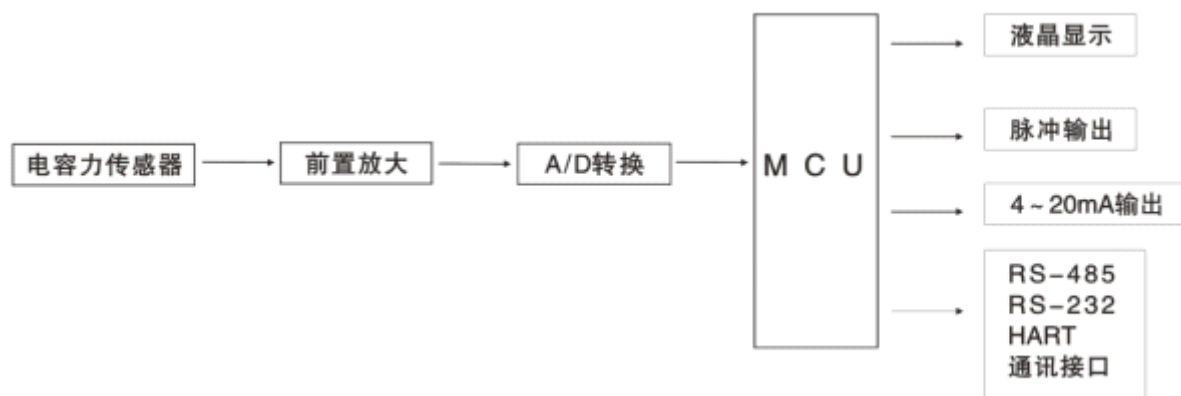 电容力传感器
前置放大
A/D转换
M C U
液晶显示
脉冲输出
4~20mA输出
RS-485
RS-232
HART
通讯接口